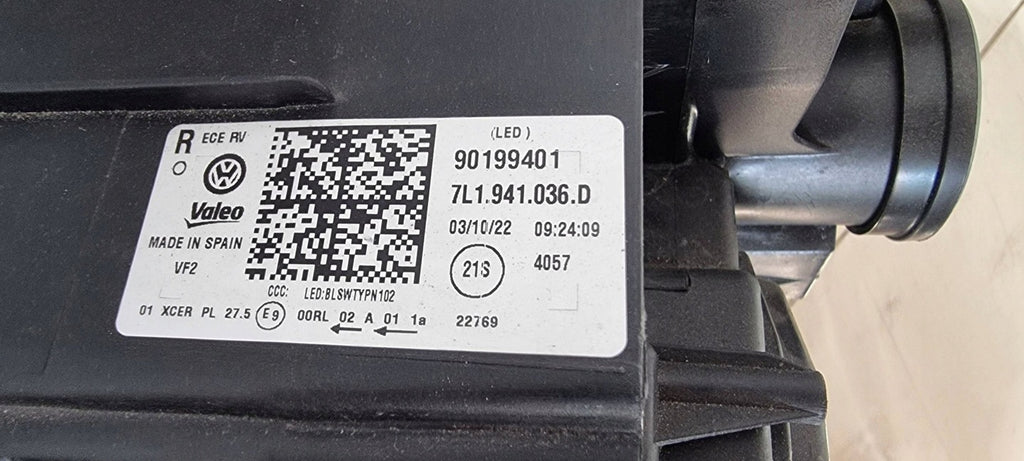 R ECE RV
Valeo
MADE IN SPAIN
VF2
(LED)
90199401
7L1.941.036.D
03/10/22 09:24:09
21S 4057
CCC: LED:BLSWTYPN102
01 XCER PL 27.5 E9 00RL 02 A 01 1a 22769